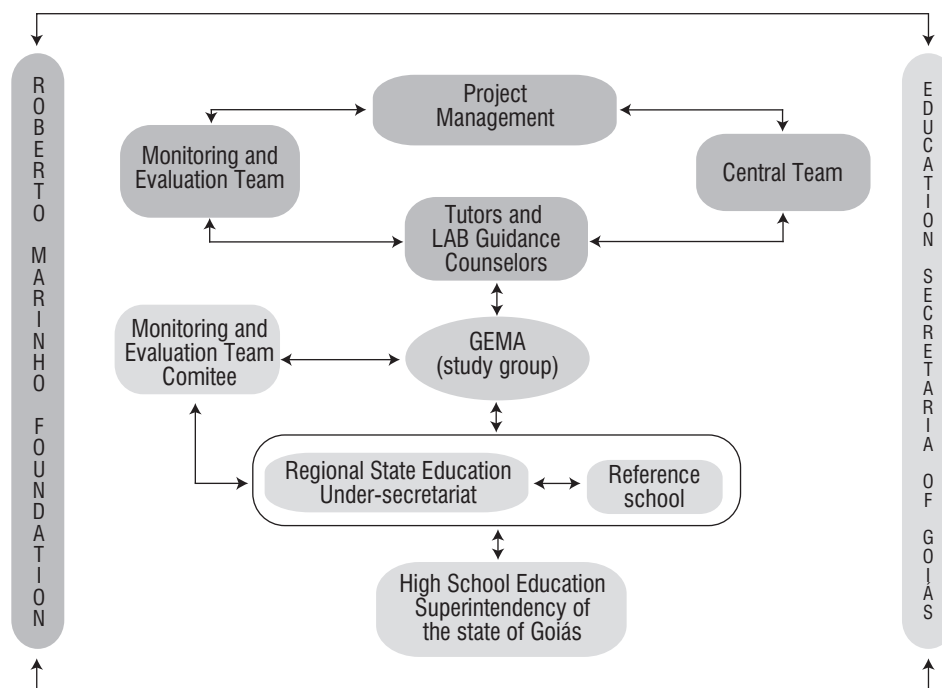 ROBERTO MARINHO FOUNDATION
Project
Management
Monitoring and
Evaluation Team
Central Team
Tutors and
LAB Guidance
Counselors
Monitoring and
Evaluation Team
Comitee
GEMA
(study group)
Regional State Education
Under-secretariat
Reference
school
High School Education
Superintendency of
the state of Goiás
EDUCATION SECRETARIA OF GOIÁS